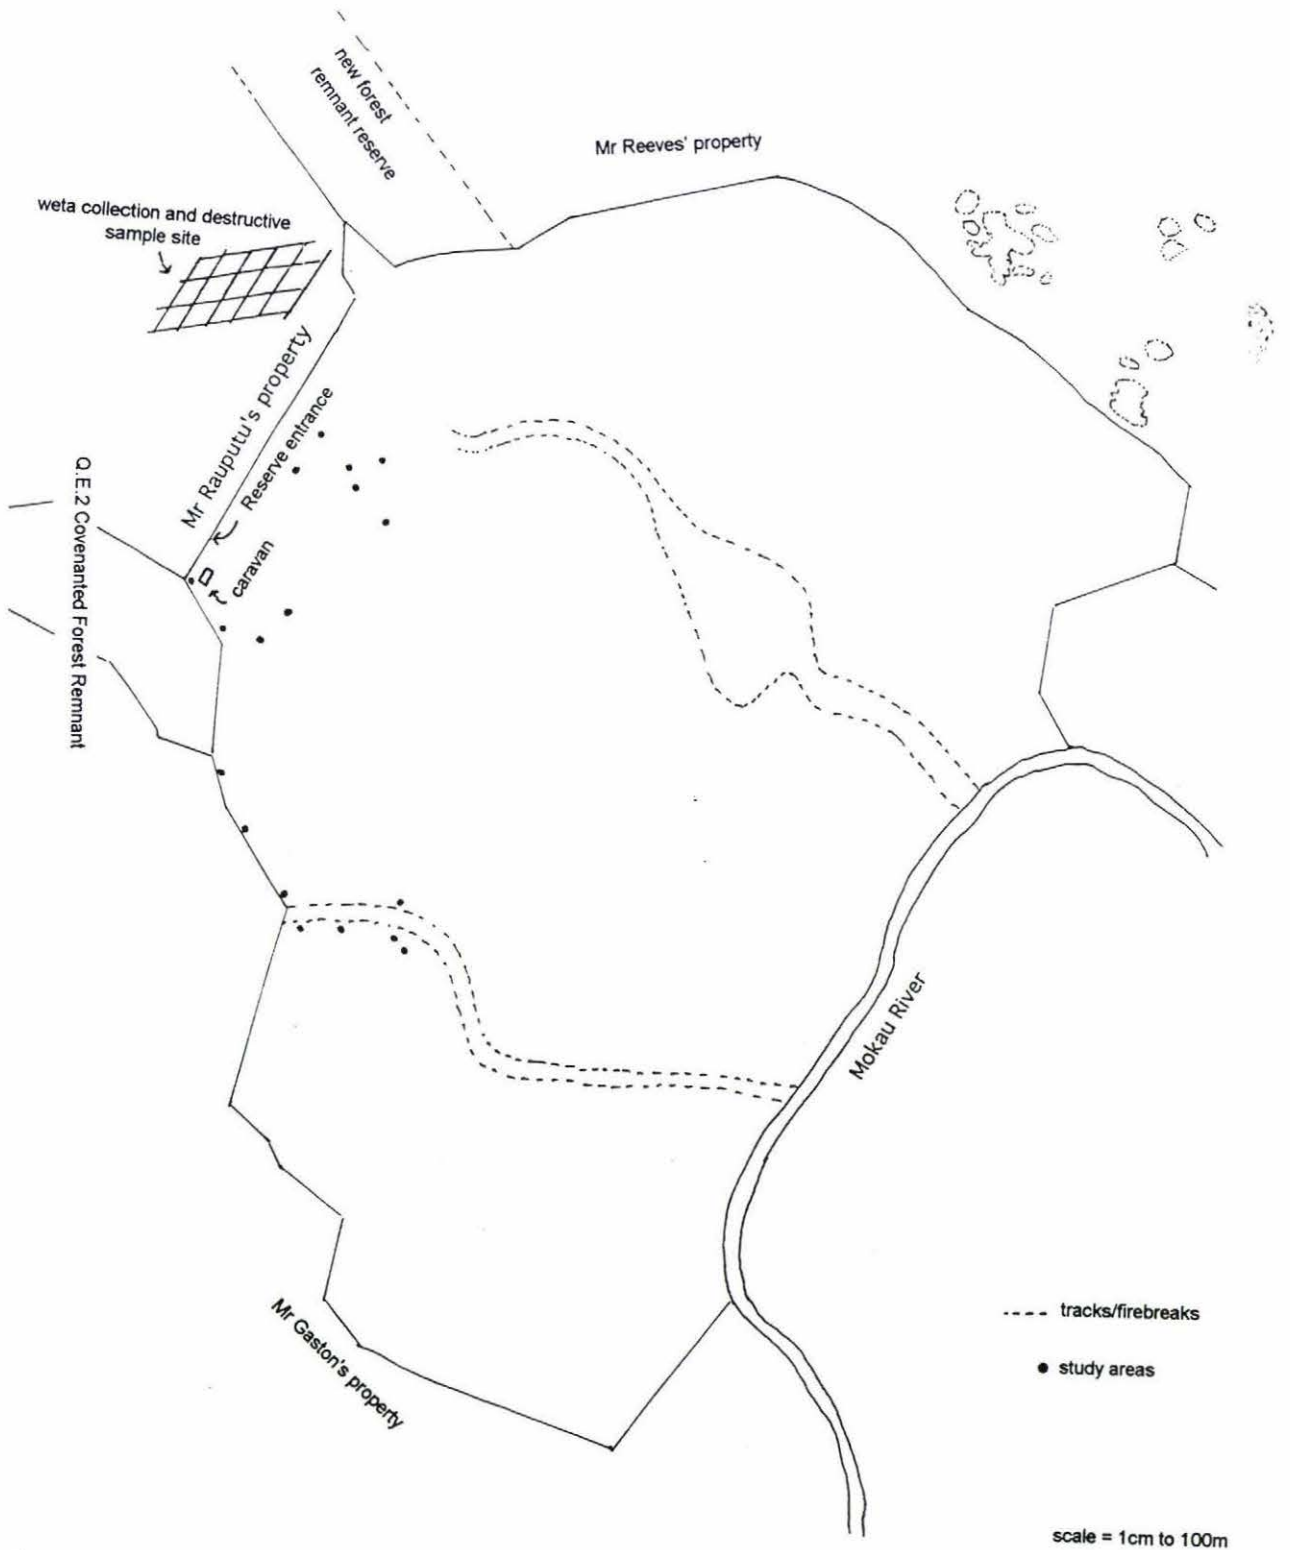 new forest
remnant reserve
Mr Reeves' property
weta collection and destructive
sample site
Mr Rauputu's property
Reserve entrance
caravan
Q.E.2 Covenanted Forest Remnant
Mokau River
Mr Gaston's property
tracks/firebreaks
study areas
scale = 1cm to 100m